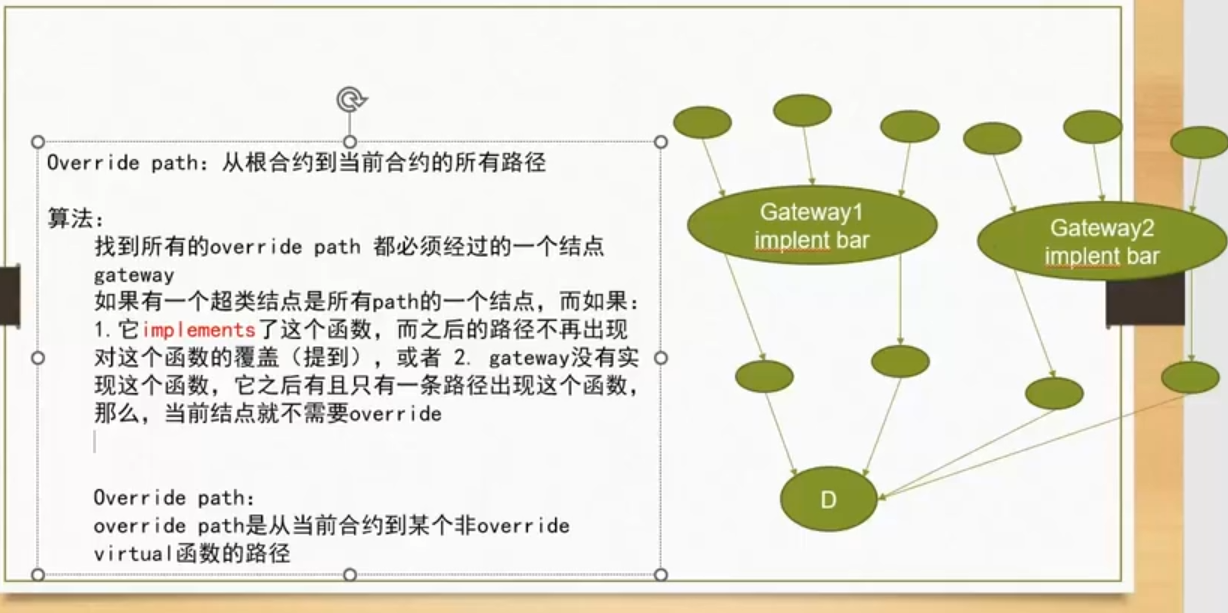 Override path: 从根合约到当前合约的所有路径
算法:
找到所有的override path 都必须经过的一个结点
gateway
如果有一个超类结点是所有path的一个结点，而如果:
1.它implements了这个函数，而之后的路径不再出现
对这个函数的覆盖（提到），或者 2. gateway没有实
现这个函数，它之后有且只有一条路径出现这个函数，
那么，当前结点就不需要override
Override path:
override path是从当前合约到某个非override
virtual函数的路径
Gateway1
implent bar
Gateway2
implent bar
D